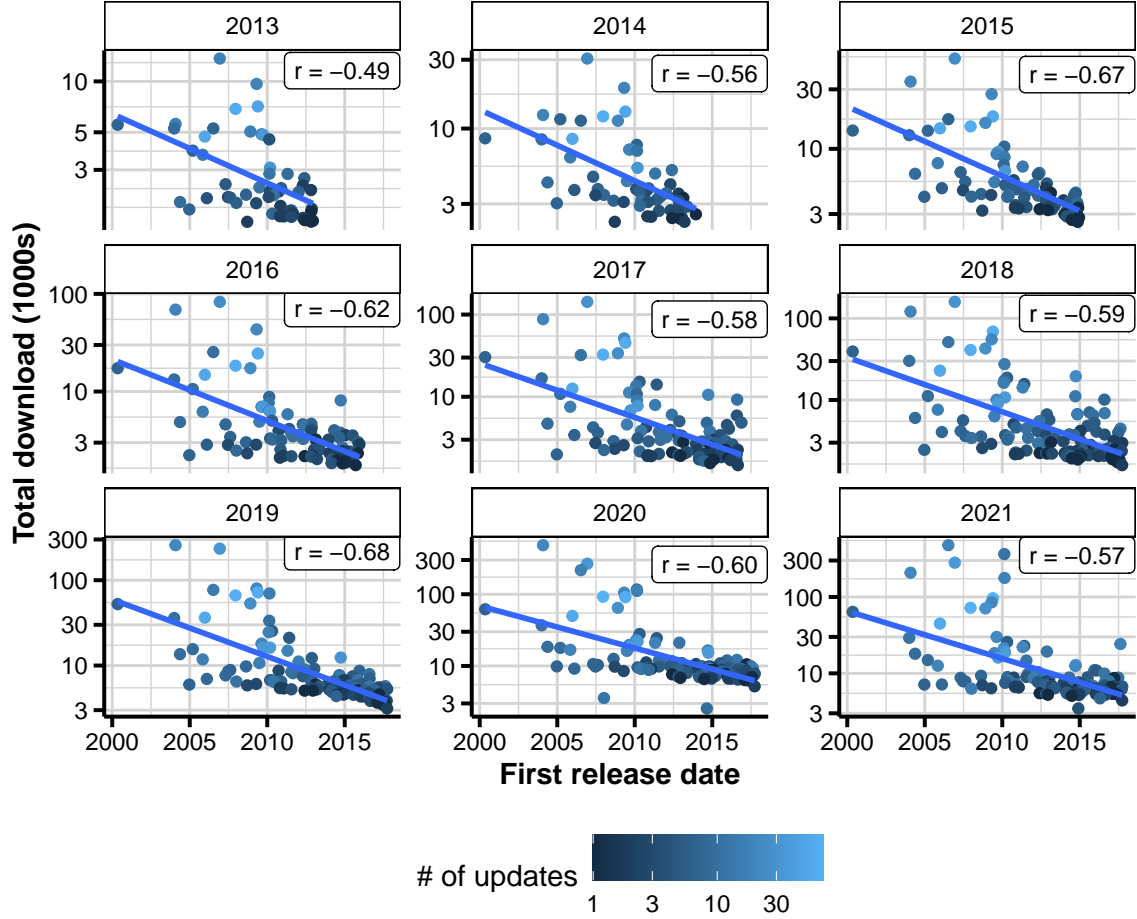 2013
2014
2015
r = −0.49
r = −0.56
r = −0.67
10
5
3
30
10
3
30
10
3
2016
2017
2018
r = −0.62
r = −0.58
r = −0.59
100
30
10
3
100
30
10
3
100
30
10
3
2019
2020
2021
r = −0.68
r = −0.60
r = −0.57
300
100
30
10
3
300
100
30
10
3
300
100
30
10
3
2000 2005 2010 2015
2000 2005 2010 2015
2000 2005 2010 2015
Total download (1000s)
First release date
# of updates
1 3 10 30